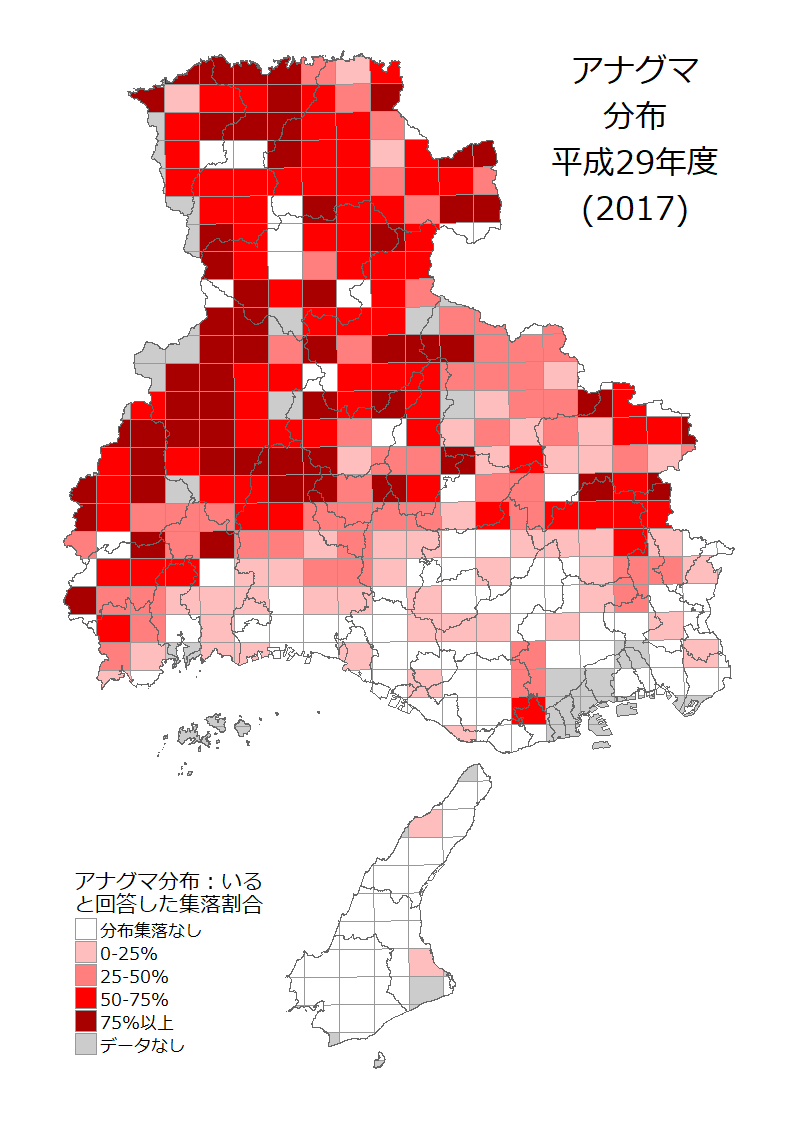 アナグマ
分布
平成29年度
(2017)
アナグマ分布：いる
と回答した集落割合
分布集落なし
0-25%
25-50%
50-75%
75%以上
データなし